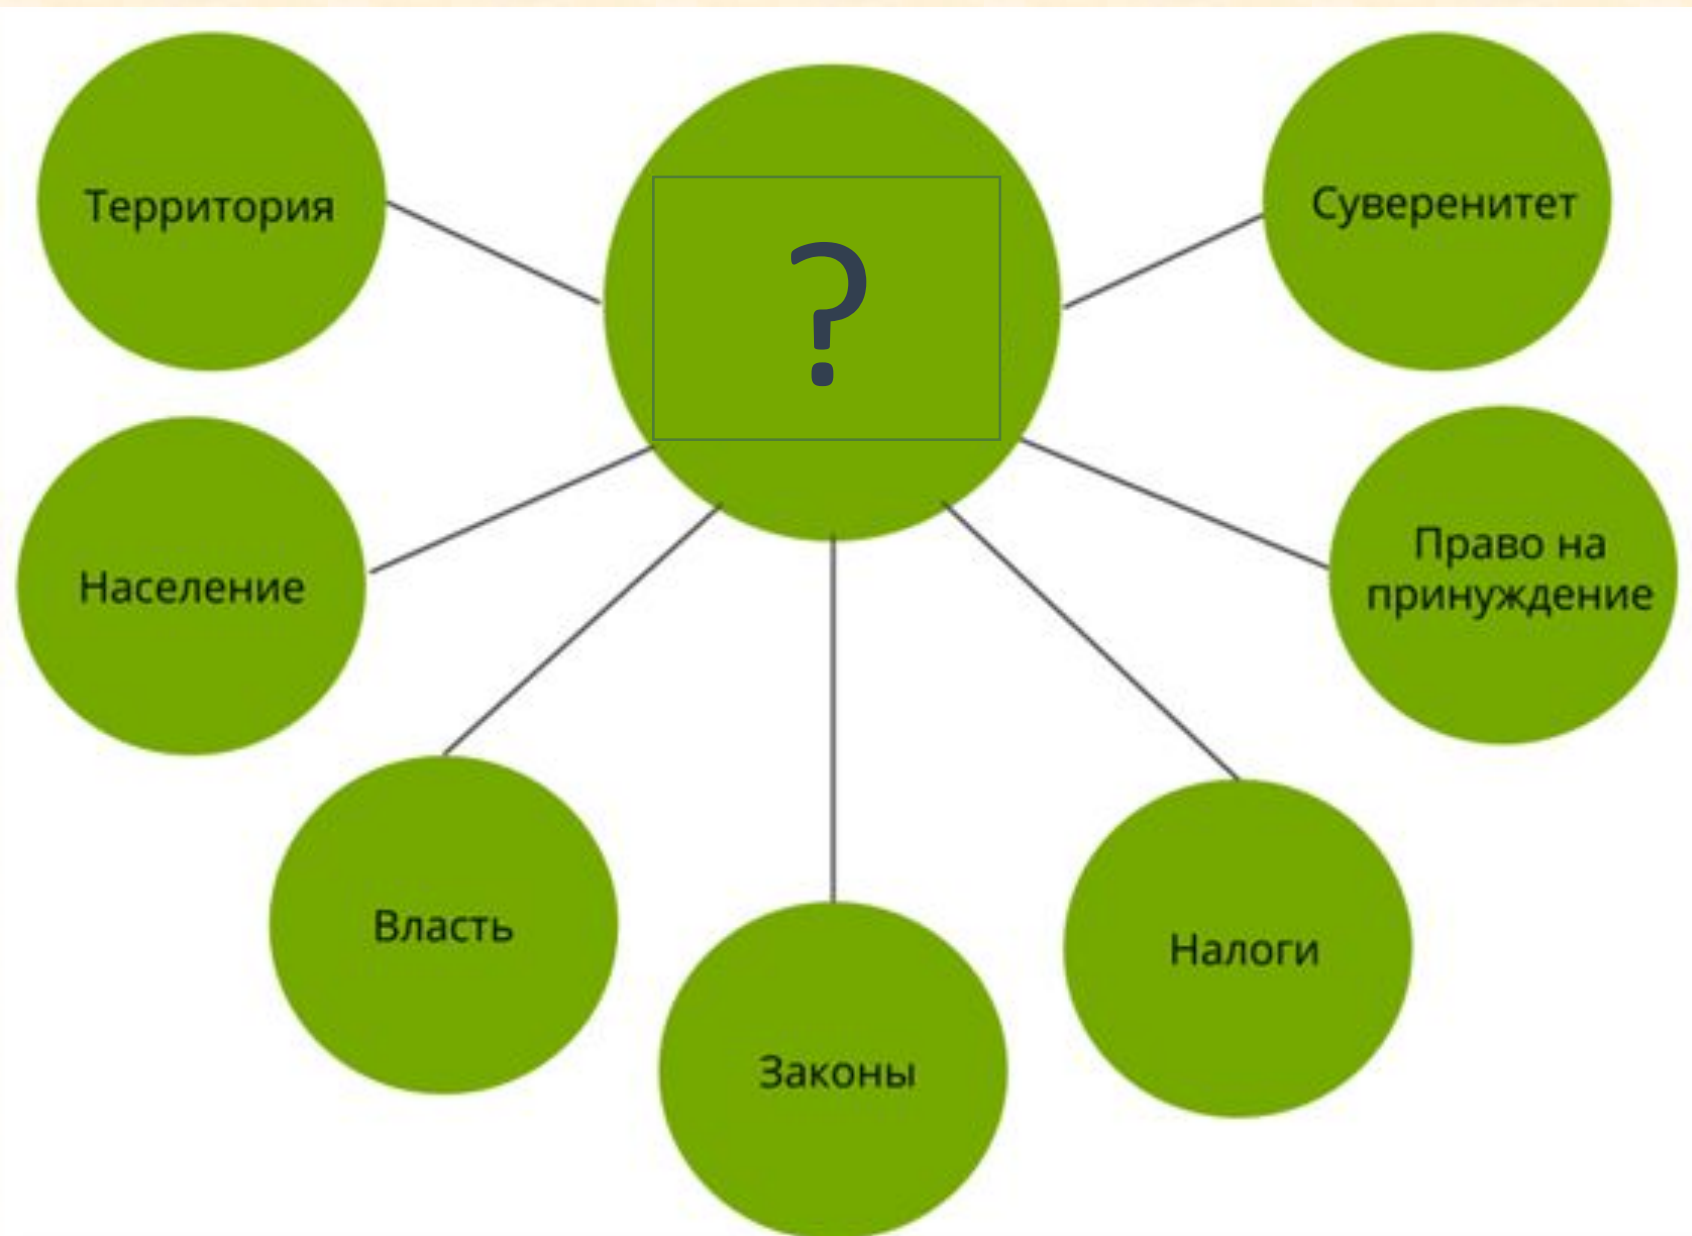 Территория
?
Суверенитет
Население
Право на
принуждение
Власть
Законы
Налоги